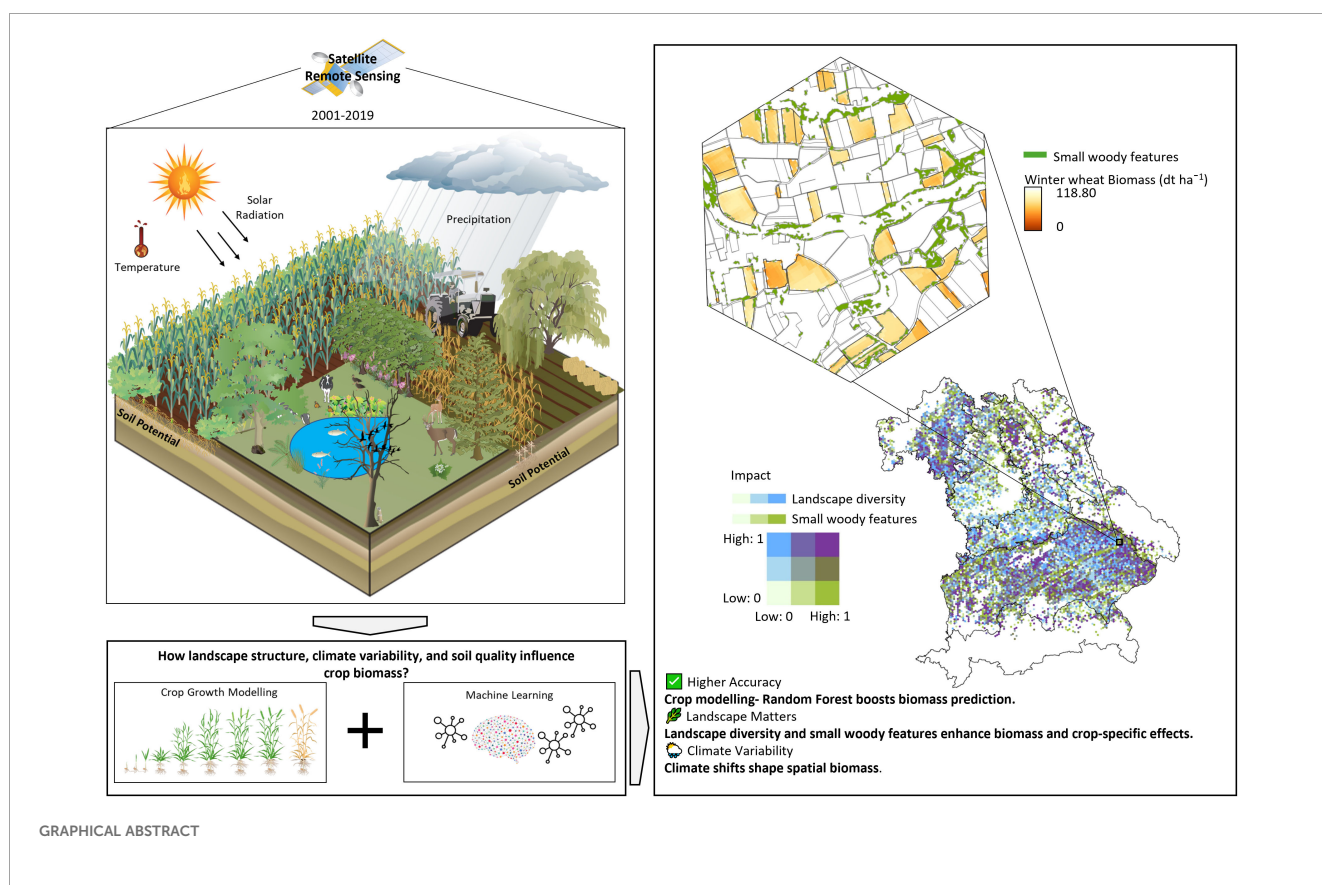 Satellite
Remote Sensing
2001-2019
Solar
Radiation
Precipitation
Temperature
Soil Potential
Soil Potential
How landscape structure, climate variability, and soil quality influence
crop biomass?
Crop Growth Modelling
+
Machine Learning
Small woody features
Winter wheat Biomass (dt ha⁻¹)
118.80
0
Impact
Landscape diversity
Small woody features
High: 1
Low: 0
Low: 0 High: 1
Higher Accuracy
Crop modelling- Random Forest boosts biomass prediction.
Landscape Matters
Landscape diversity and small woody features enhance biomass and crop-specific effects.
Climate Variability
Climate shifts shape spatial biomass.
GRAPHICAL ABSTRACT